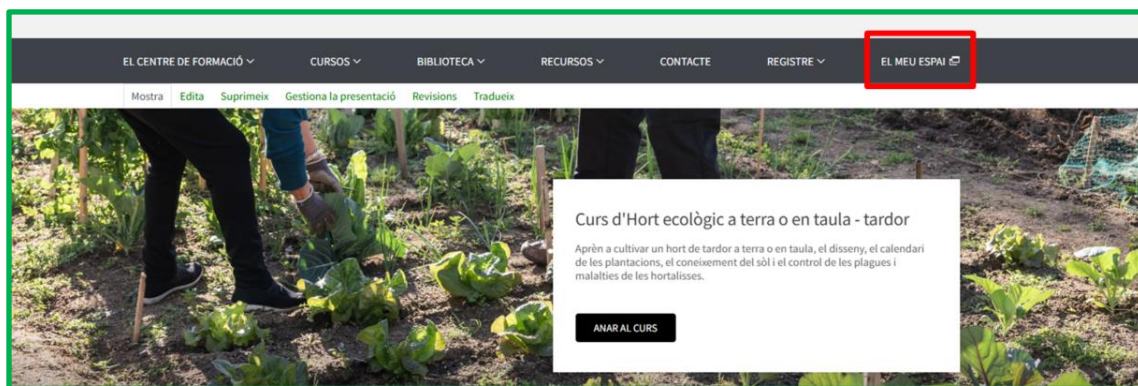 EL CENTRE DE FORMACIÓ CURSOS BIBLIOTECA RECURSOS CONTACTE REGISTRE EL MEU ESPAI
Mostra Edita Suprimeix Gestiona la presentació Revisions Tradueix
Curs d'Hort ecològic a terra o en taula - tardor
Aprèn a cultivar un hort de tardor a terra o en taula, el disseny, el calendari
de les plantacions, el coneixement del sòl i el control de les plagues i
malalties de les hortalisses.
ANAR AL CURS